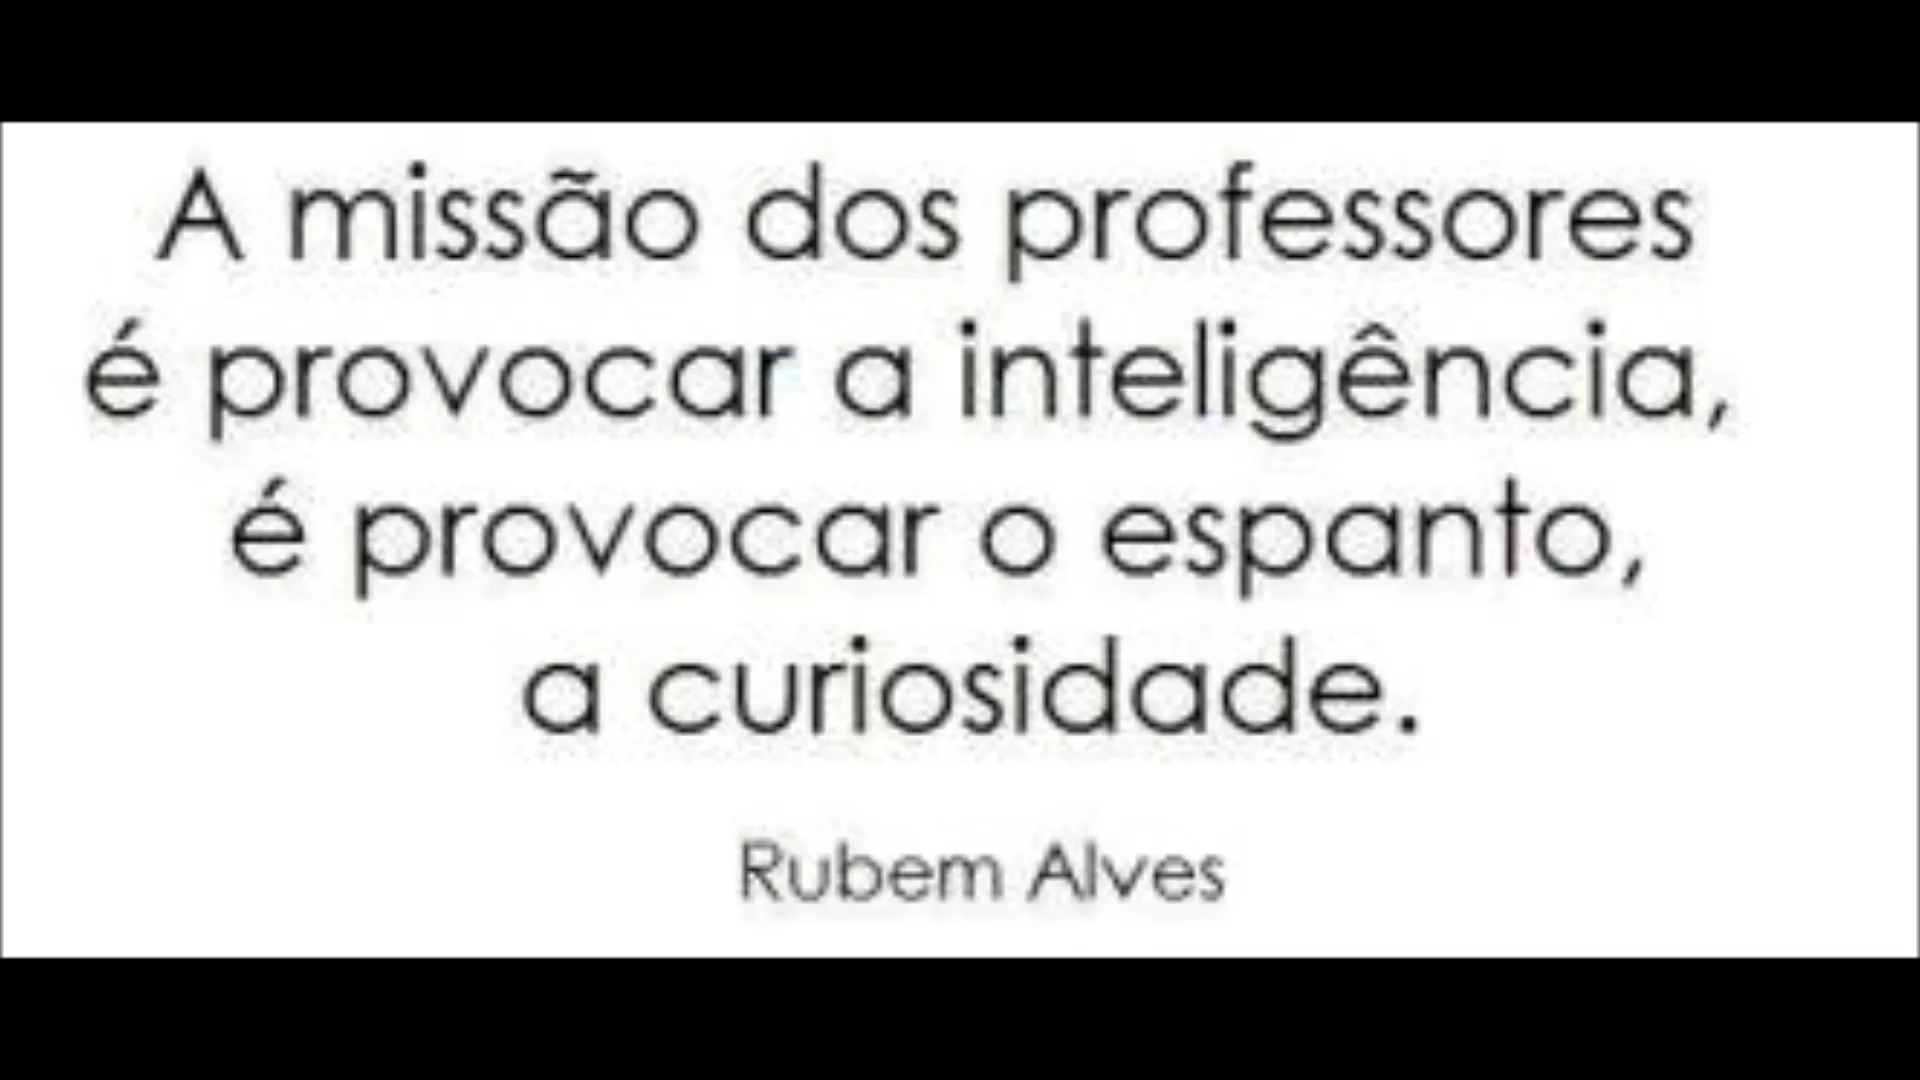 A missão dos professores
é provocar a inteligência,
é provocar o espanto,
a curiosidade.
Rubem Alves